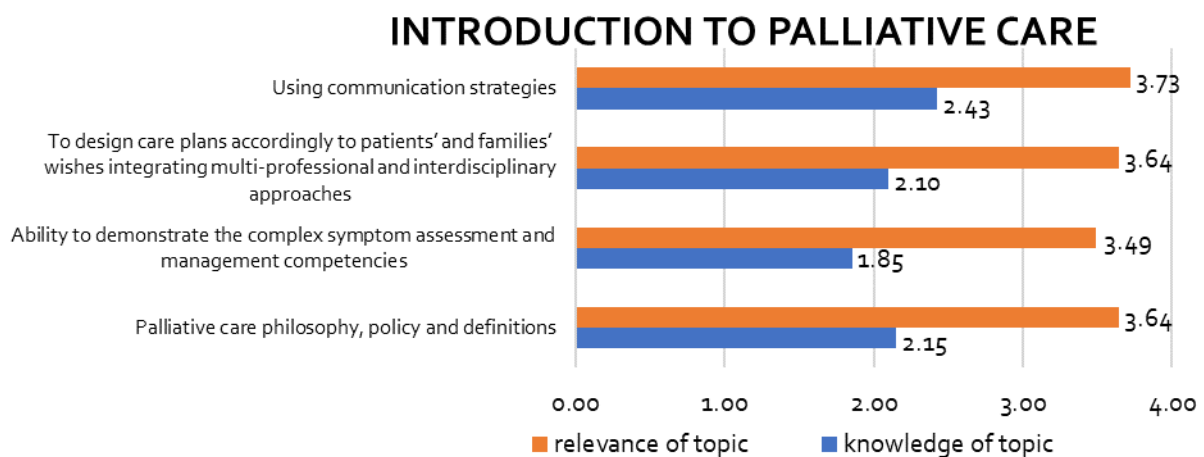 INTRODUCTION TO PALLIATIVE CARE
Using communication strategies
3.73
2.43
To design care plans accordingly to patients' and families'
wishes integrating multi-professional and interdisciplinary
approaches
3.64
2.10
Ability to demonstrate the complex symptom assessment and
management competencies
3.49
1.85
Palliative care philosophy, policy and definitions
3.64
2.15
0.00 1.00 2.00 3.00 4.00
relevance of topic knowledge of topic